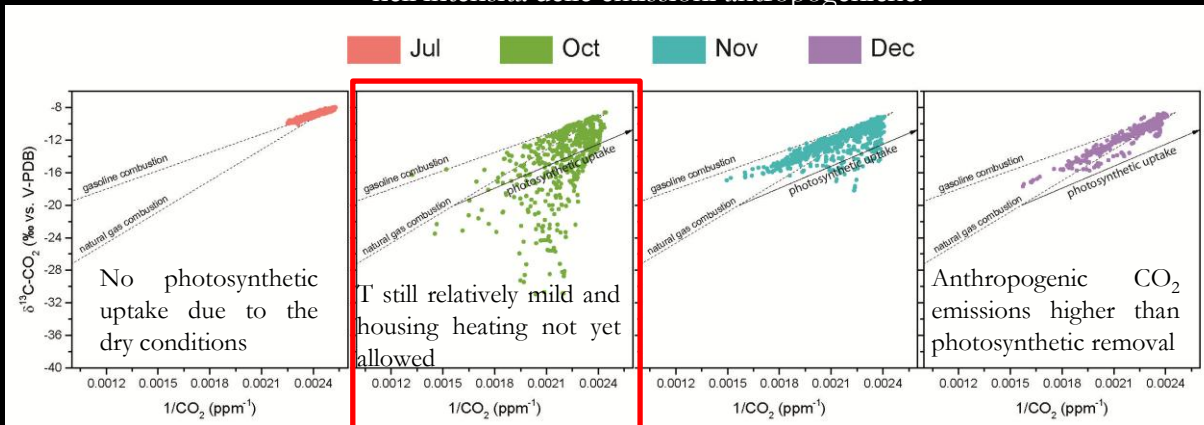 nell'intensità delle emissioni antropogeniche.
Jul Oct Nov Dec
δ¹³C-CO₂ (‰ vs. V-PDB)
-8
-12
-16
-20
-24
-28
-32
-36
-40
gasoline combustion
natural gas combustion
No photosynthetic
uptake due to the
dry conditions
0.0012 0.0015 0.0018 0.0021 0.0024
1/CO₂ (ppm⁻¹)
gasoline combustion
natural gas combustion
photosynthetic uptake
T still relatively mild and
housing heating not yet
allowed
0.0012 0.0015 0.0018 0.0021 0.0024
1/CO₂ (ppm⁻¹)
gasoline combustion
natural gas combustion
photosynthetic uptake
0.0012 0.0015 0.0018 0.0021 0.0024
1/CO₂ (ppm⁻¹)
gasoline combustion
natural gas combustion
photosynthetic uptake
Anthropogenic CO₂
emissions higher than
photosynthetic removal
0.0012 0.0015 0.0018 0.0021 0.0024
1/CO₂ (ppm⁻¹)